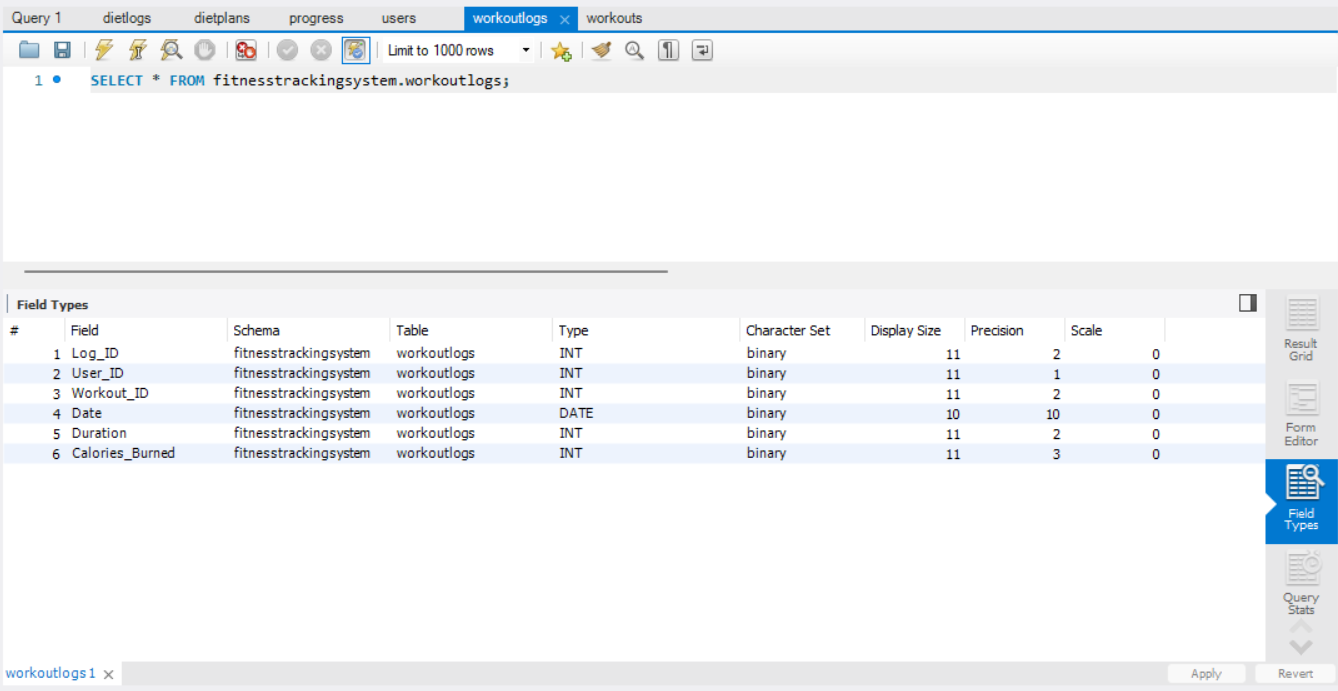 Query 1 dietlogs dietplans progress users workoutlogs workouts
Limit to 1000 rows
1 SELECT * FROM fitnesstrackingsystem.workoutlogs;
Field Types
# Field Schema Table Type Character Set Display Size Precision Scale
1 Log_ID fitnesstrackingsystem workoutlogs INT binary 11 2 0
2 User_ID fitnesstrackingsystem workoutlogs INT binary 11 1 0
3 Workout_ID fitnesstrackingsystem workoutlogs INT binary 11 2 0
4 Date fitnesstrackingsystem workoutlogs DATE binary 10 10 0
5 Duration fitnesstrackingsystem workoutlogs INT binary 11 2 0
6 Calories_Burned fitnesstrackingsystem workoutlogs INT binary 11 3 0
Result
Grid
Form
Editor
Field
Types
Query
Stats
workoutlogs 1
Apply Revert